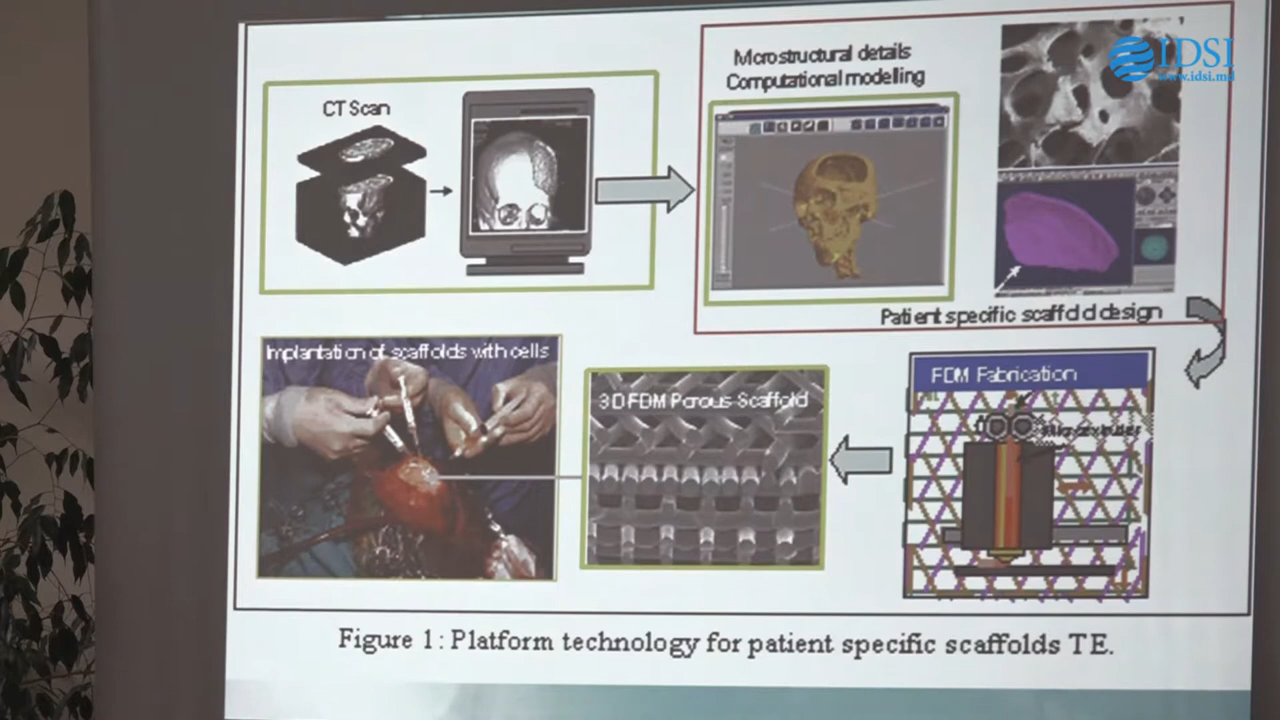 IDSI
www.idsi.md
CT Scan
Microstructural details
Computational modelling
Patient specific scaffold design
FDM Fabrication
3D FDM Porous Scaffold
Implantation of scaffolds with cells
Figure 1: Platform technology for patient specific scaffolds TE.